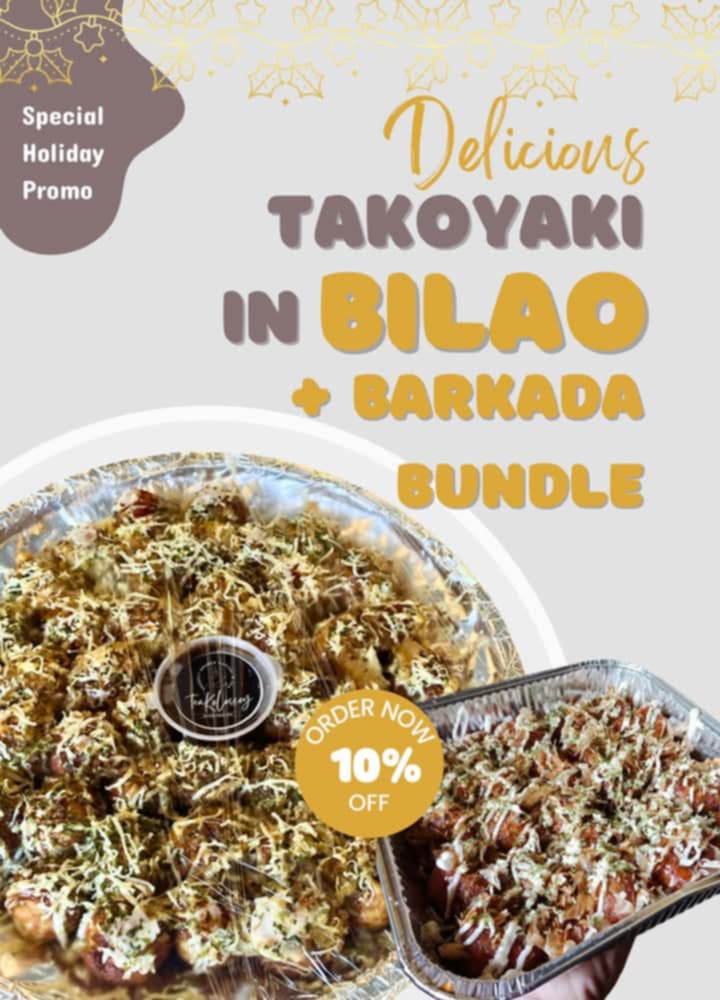 Special
Holiday
Promo
Delicious
TAKOYAKI
IN BILAO
+ BARKADA
BUNDLE
ORDER NOW
10%
OFF